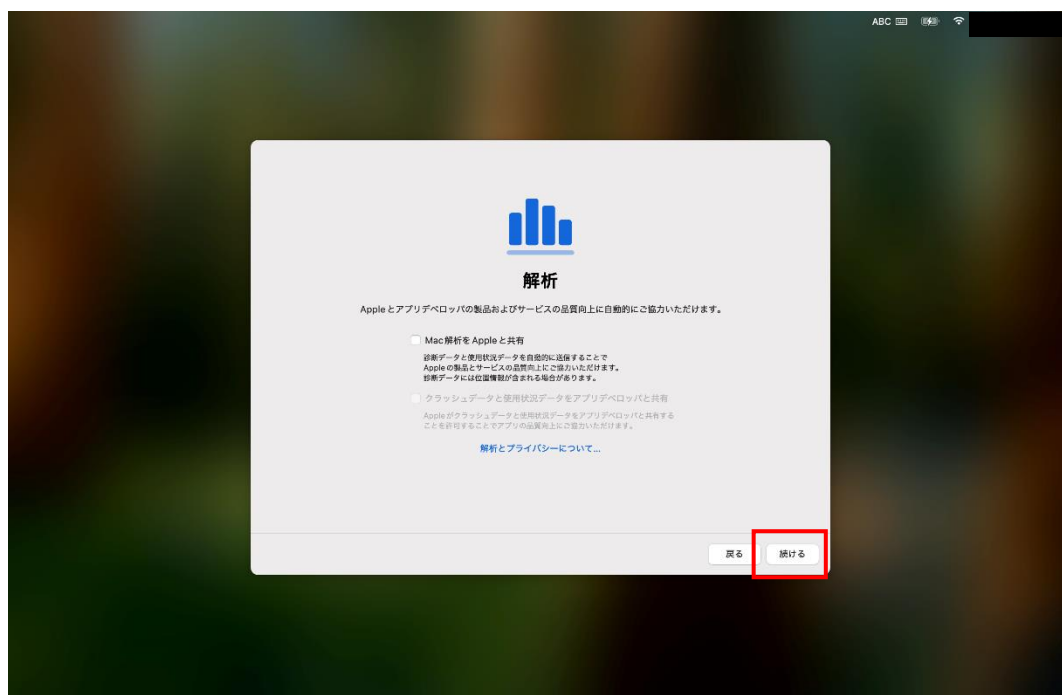 ABC
解析
Appleとアプリデベロッパの製品およびサービスの品質向上に自動的にご協力いただけます。
Mac解析をAppleと共有
診断データと使用状況データを自動的に送信することで
Appleの製品とサービスの品質向上にご協力いただけます。
診断データには位置情報が含まれる場合があります。
クラッシュデータと使用状況データをアプリデベロッパと共有
Appleがクラッシュデータと使用状況データをアプリデベロッパと共有する
ことを許可することでアプリの品質向上にご協力いただけます。
解析とプライバシーについて...
戻る
続ける